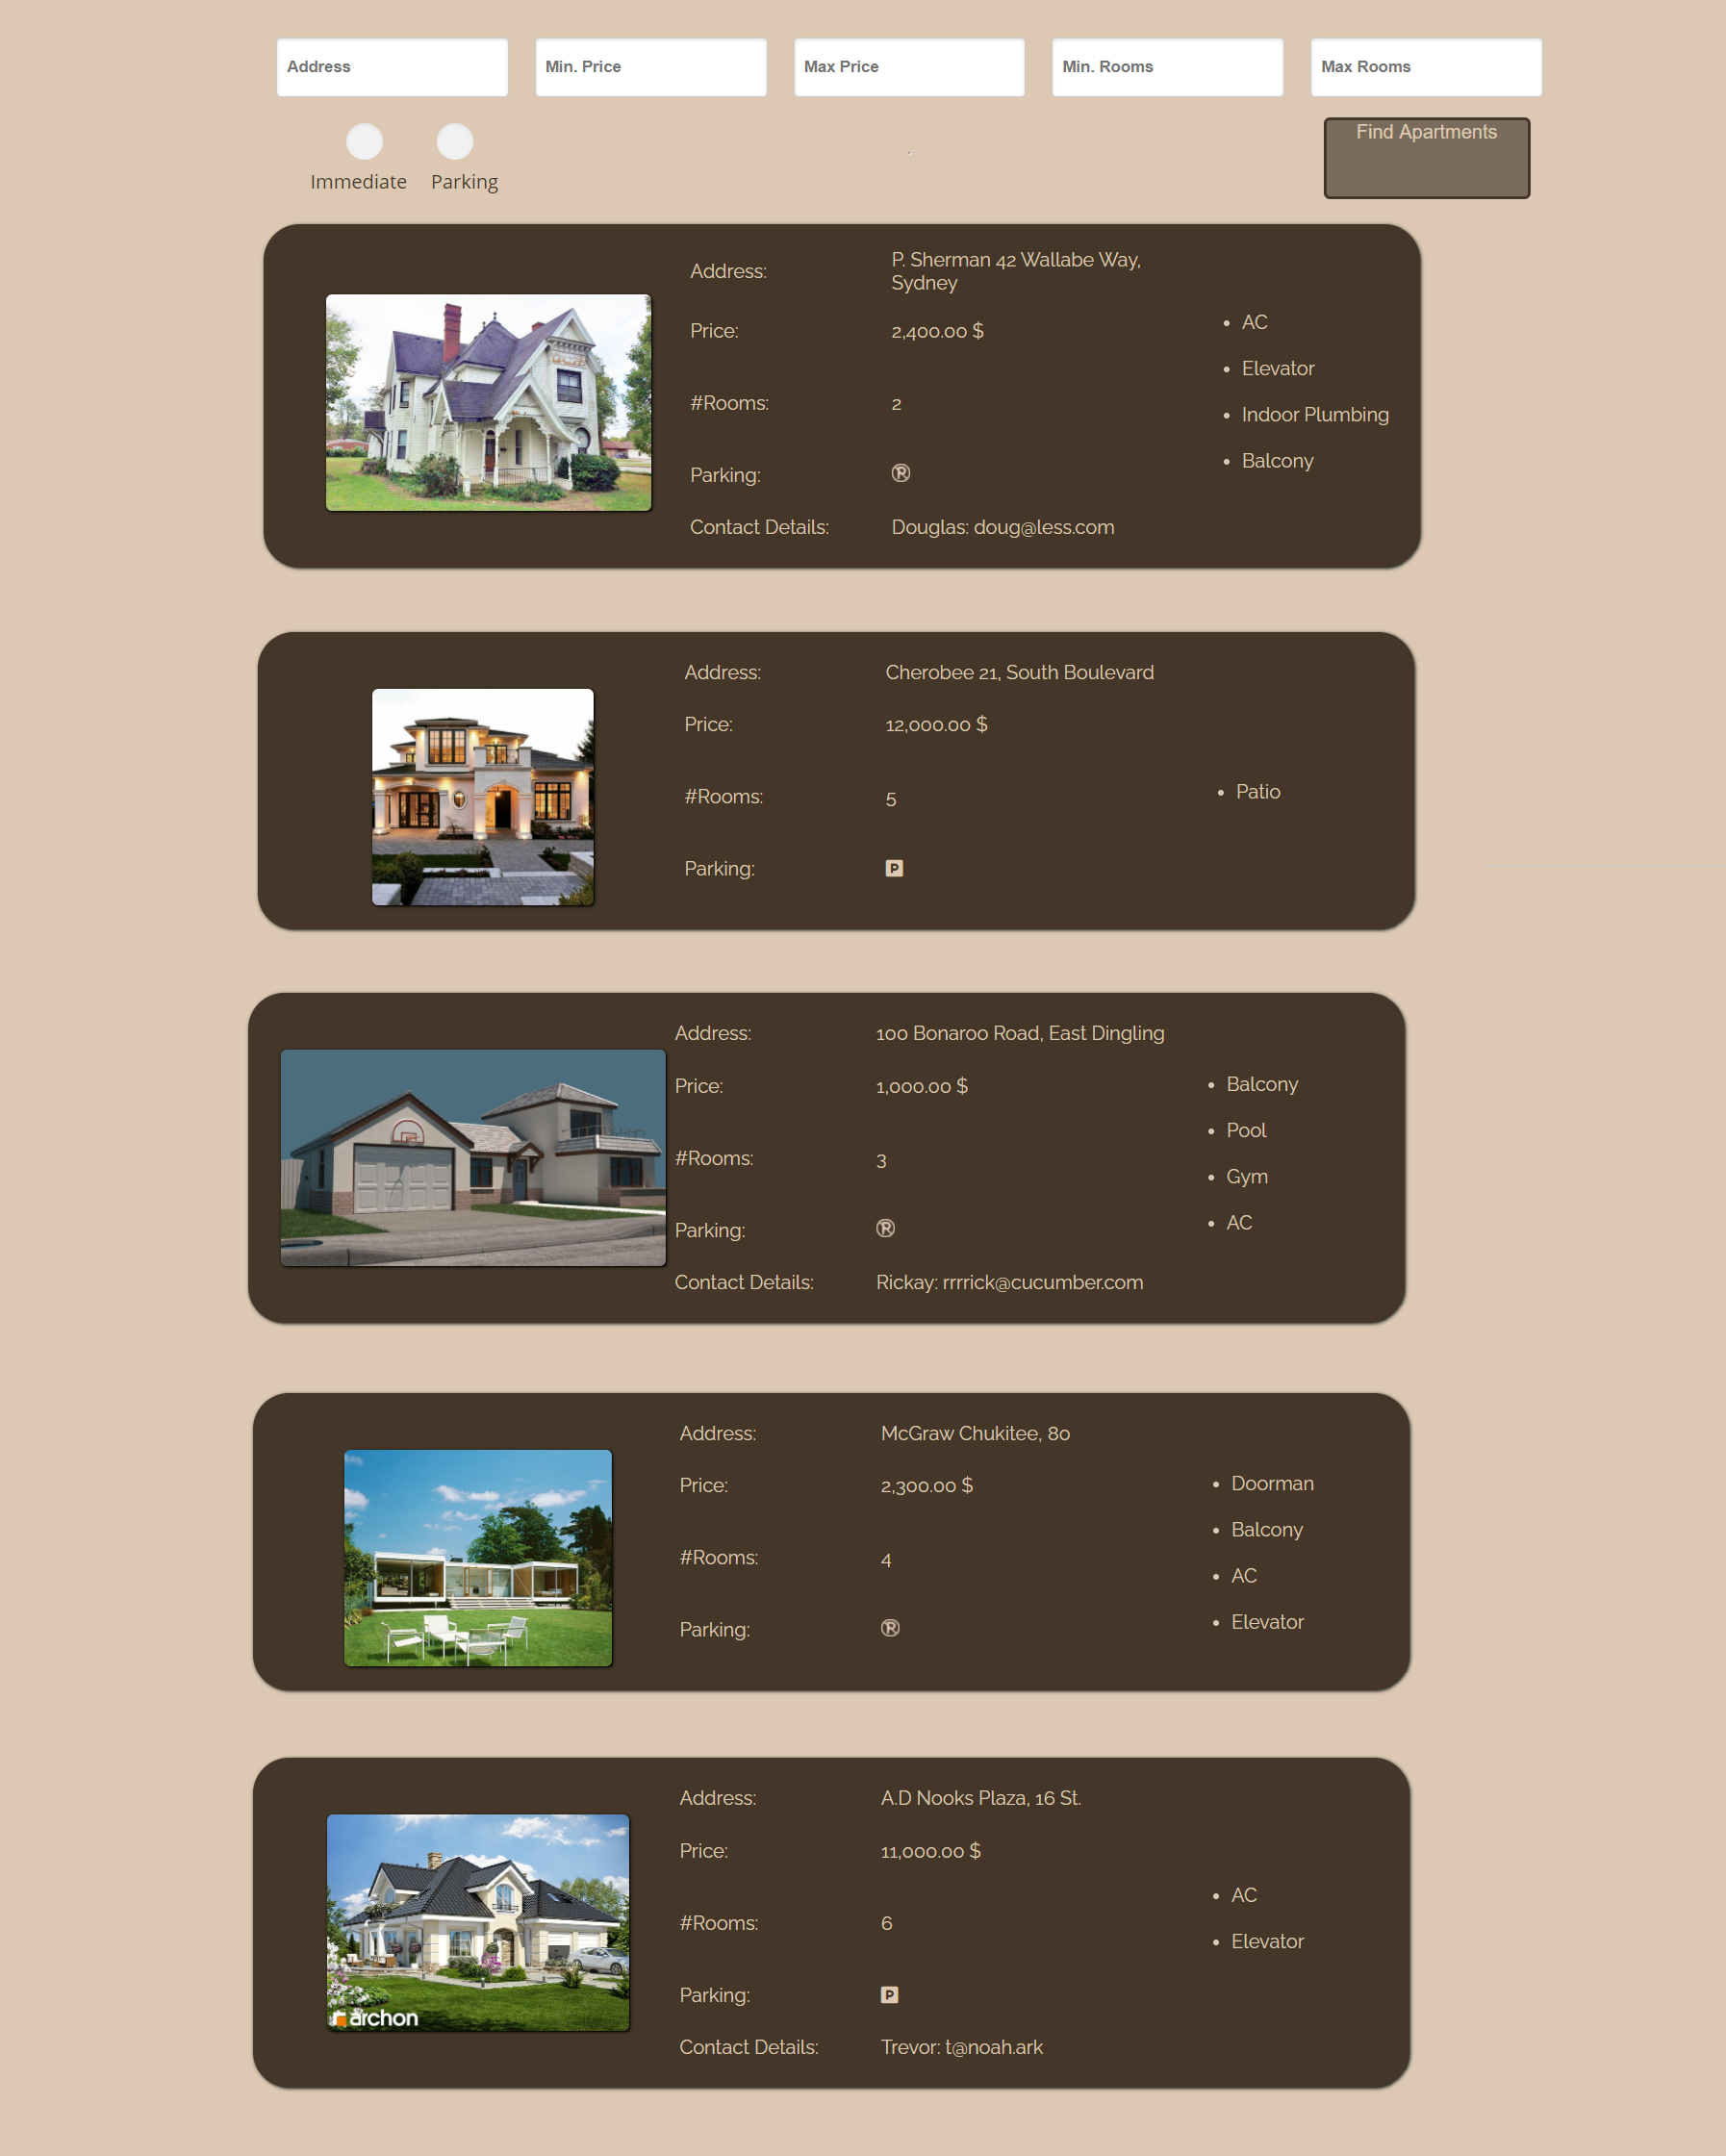 Address
Min. Price
Max Price
Min. Rooms
Max Rooms
Immediate
Parking
Find Apartments
Address:
P. Sherman 42 Wallabe Way,
Sydney
Price:
2,400.00 $
#Rooms:
2
Parking:
Contact Details:
Douglas: doug@less.com
AC
Elevator
Indoor Plumbing
Balcony
Address:
Cherobee 21, South Boulevard
Price:
12,000.00 $
#Rooms:
5
Parking:
P
Patio
Address:
100 Bonaroo Road, East Dingling
Price:
1,000.00 $
#Rooms:
3
Parking:
Contact Details:
Rickay: rrrrick@cucumber.com
Balcony
Pool
Gym
AC
Address:
McGraw Chukitee, 80
Price:
2,300.00 $
#Rooms:
4
Parking:
Doorman
Balcony
AC
Elevator
archon
Address:
A.D Nooks Plaza, 16 St.
Price:
11,000.00 $
#Rooms:
6
Parking:
P
Contact Details:
Trevor: t@noah.ark
AC
Elevator